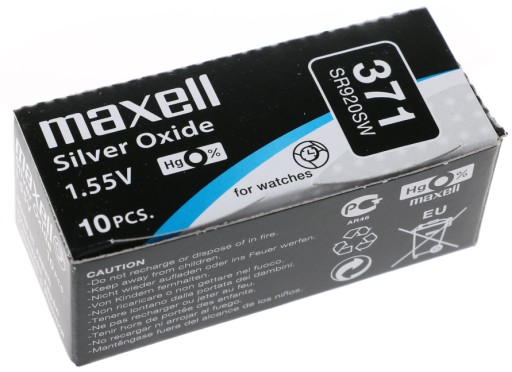 maxell
Silver Oxide
Hg 0%
1.55V
10PCS.
for watches
371
SR920SW
CAUTION
-Do not recharge or dispose of in fire.
-Keep away from children.
-Nicht wieder aufladen oder ins Feuer werfen.
-Von Kindern fernhalten.
-Non ricaricare o non gettare nel fuoco.
-Tenere lontano dalla portata dei bambini.
-Ne pas recharger ou jeter au feu.
-Tenir hors de portée des enfants.
-No recargar ni arrojar al fuego.
-Manténgase fuera del alcance de los niños.
PG
AR46
Hg 0%
maxell
EU